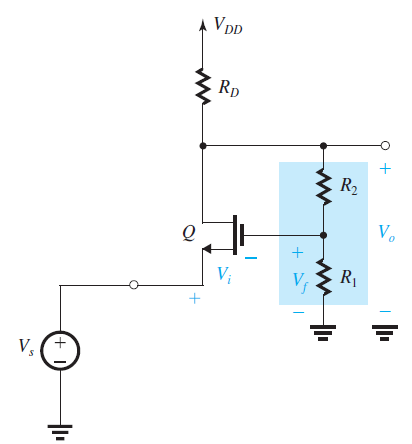 V_DD
R_D
+
R_2
Q
V_o
+
V_i
−
V_f
R_1
+
−
−
V_s
+
−